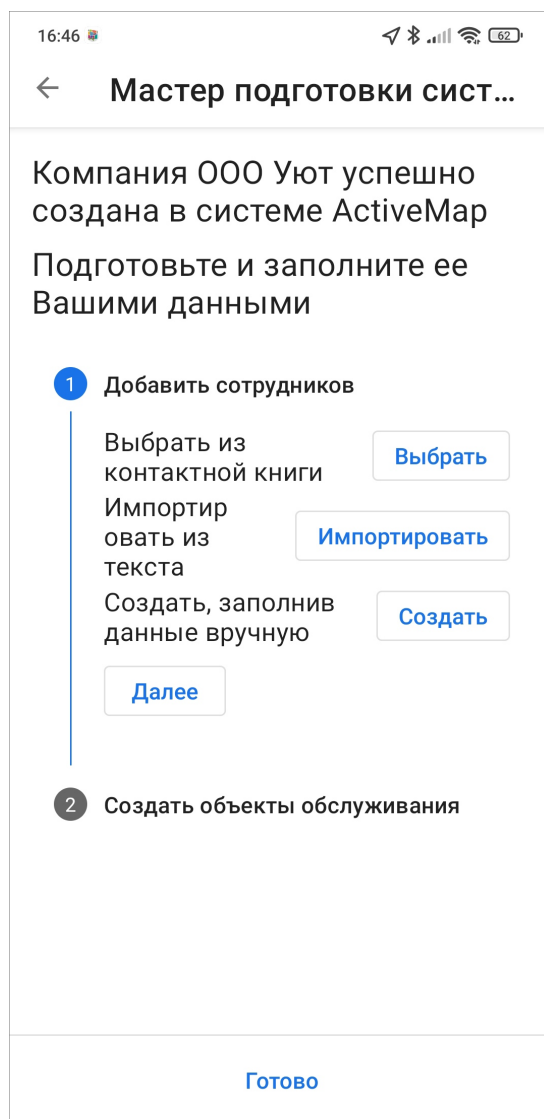 16:46
62
Мастер подготовки сист...
Компания ООО Уют успешно
создана в системе ActiveMap
Подготовьте и заполните ее
Вашими данными
1 Добавить сотрудников
Выбрать из
контактной книги
Выбрать
Импортир
овать из
текста
Импортировать
Создать, заполнив
данные вручную
Создать
Далее
2 Создать объекты обслуживания
Готово